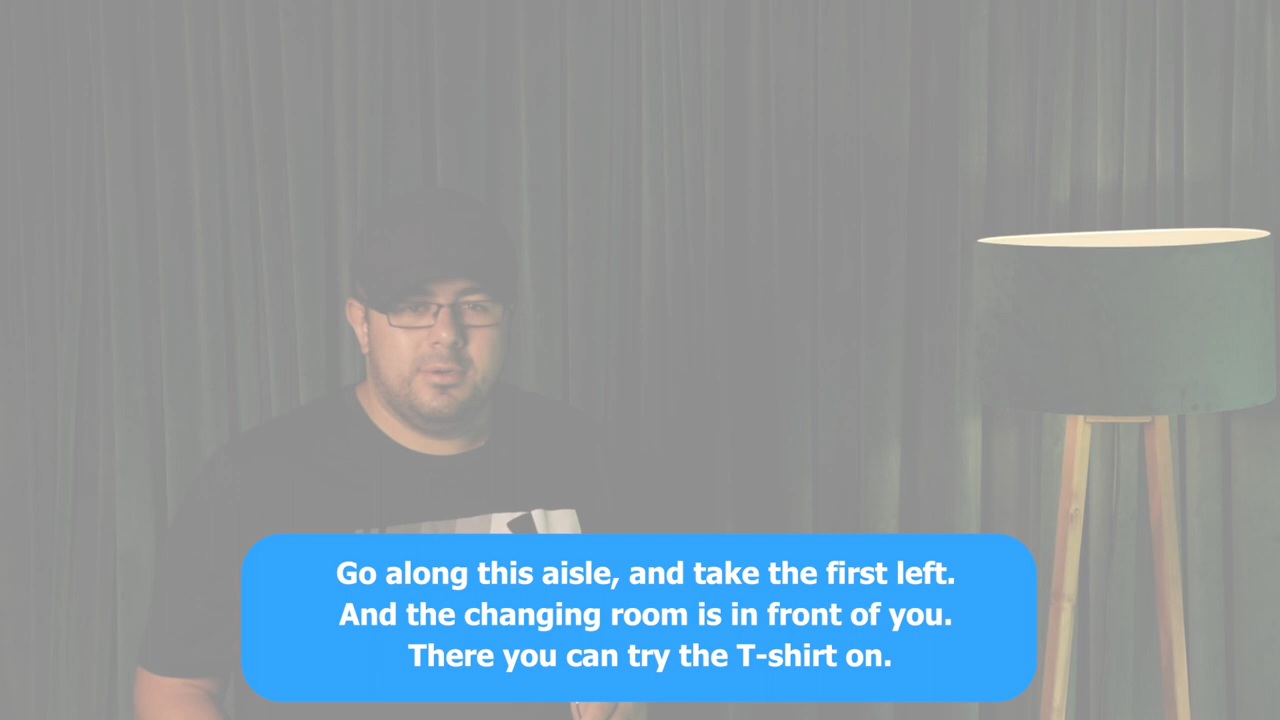 Go along this aisle, and take the first left.
And the changing room is in front of you.
There you can try the T-shirt on.